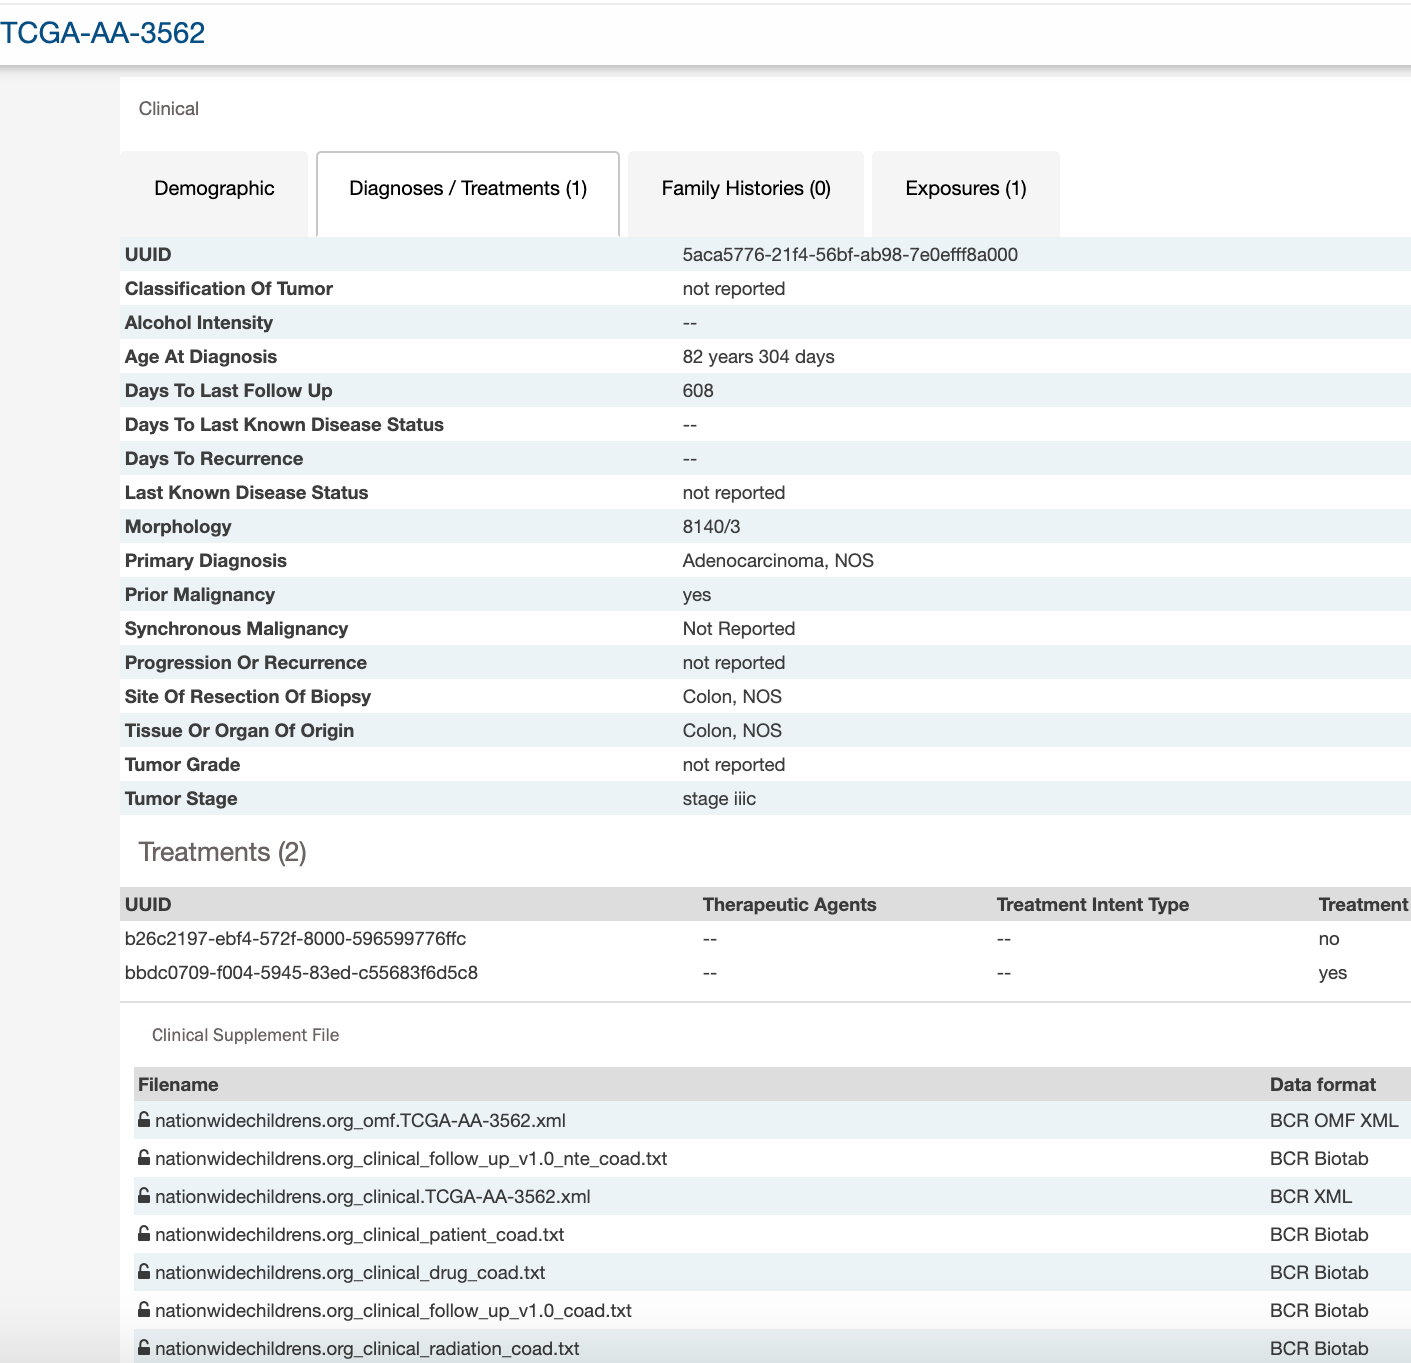 TCGA-AA-3562
Clinical
Demographic Diagnoses / Treatments (1) Family Histories (0) Exposures (1)
UUID 5aca5776-21f4-56bf-ab98-7e0efff8a000
Classification Of Tumor not reported
Alcohol Intensity --
Age At Diagnosis 82 years 304 days
Days To Last Follow Up 608
Days To Last Known Disease Status --
Days To Recurrence --
Last Known Disease Status not reported
Morphology 8140/3
Primary Diagnosis Adenocarcinoma, NOS
Prior Malignancy yes
Synchronous Malignancy Not Reported
Progression Or Recurrence not reported
Site Of Resection Of Biopsy Colon, NOS
Tissue Or Organ Of Origin Colon, NOS
Tumor Grade not reported
Tumor Stage stage iiic
Treatments (2)
UUID Therapeutic Agents Treatment Intent Type Treatment
b26c2197-ebf4-572f-8000-596599776ffc -- -- no
bbdc0709-f004-5945-83ed-c55683f6d5c8 -- -- yes
Clinical Supplement File
Filename Data format
nationwidechildrens.org_omf.TCGA-AA-3562.xml BCR OMF XML
nationwidechildrens.org_clinical_follow_up_v1.0_nte_coad.txt BCR Biotab
nationwidechildrens.org_clinical.TCGA-AA-3562.xml BCR XML
nationwidechildrens.org_clinical_patient_coad.txt BCR Biotab
nationwidechildrens.org_clinical_drug_coad.txt BCR Biotab
nationwidechildrens.org_clinical_follow_up_v1.0_coad.txt BCR Biotab
nationwidechildrens.org_clinical_radiation_coad.txt BCR Biotab